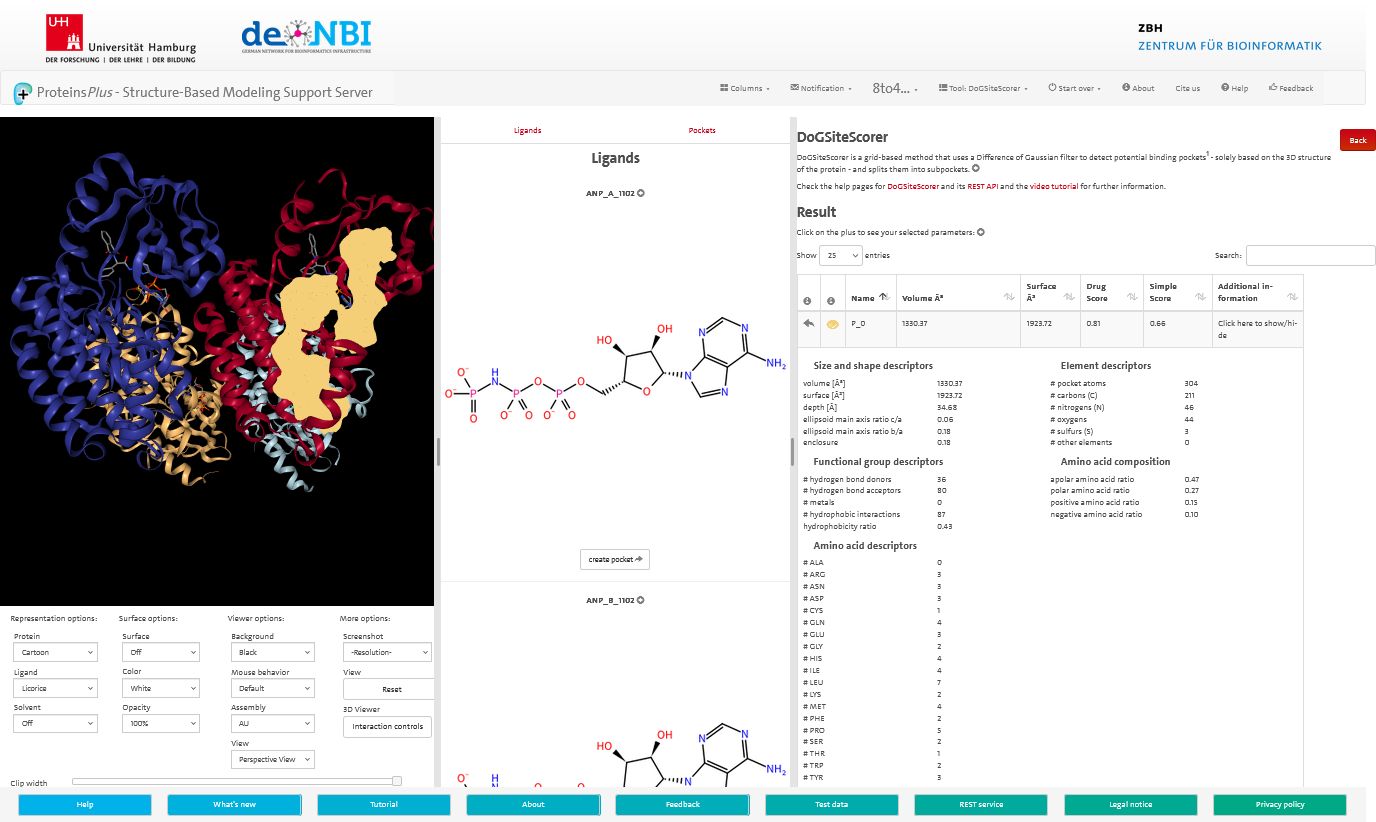 U-H
Universität Hamburg
DER FORSCHUNG | DER LEHRE | DER BILDUNG
de NBI
GERMAN NETWORK FOR BIOINFORMATICS INFRASTRUCTURE
ZBH
ZENTRUM FÜR BIOINFORMATIK
ProteinsPlus - Structure-Based Modeling Support Server
Columns
Notification
8to4...
Tool: DoGSiteScorer
Start over
About
Cite us
Help
Feedback
Ligands
Pockets
Ligands
ANP_A_1102
HO
OH
N
N
NH2
O-
O-
P
H
N
P
O
P
O
O
N
N
N
O
O-
O
O-
O
create pocket
ANP_B_1102
HO
OH
N
N
NH2
O-
H
N
DoGSiteScorer
Back
DoGSiteScorer is a grid-based method that uses a Difference of Gaussian filter to detect potential binding pockets1 - solely based on the 3D structure
of the protein - and splits them into subpockets.
Check the help pages for DoGSiteScorer and its REST API and the video tutorial for further information.
Result
Click on the plus to see your selected parameters:
Show 25 entries
Search:
Name
Volume Å³
Surface Å²
Drug Score
Simple Score
Additional in-
formation
P_0
1330.37
1923.72
0.81
0.66
Click here to show/hi-
de
Size and shape descriptors
volume [Å³] 1330.37
surface [Å²] 1923.72
depth [Å] 34.68
ellipsoid main axis ratio c/a 0.06
ellipsoid main axis ratio b/a 0.18
enclosure 0.18
Element descriptors
# pocket atoms 304
# carbons (C) 211
# nitrogens (N) 46
# oxygens 44
# sulfurs (S) 3
# other elements 0
Functional group descriptors
# hydrogen bond donors 36
# hydrogen bond acceptors 80
# metals 0
# hydrophobic interactions 87
hydrophobicity ratio 0.43
Amino acid composition
apolar amino acid ratio 0.47
polar amino acid ratio 0.27
positive amino acid ratio 0.15
negative amino acid ratio 0.10
Amino acid descriptors
# ALA 0
# ARG 3
# ASN 3
# ASP 3
# CYS 1
# GLN 4
# GLU 3
# GLY 2
# HIS 4
# ILE 4
# LEU 7
# LYS 2
# MET 4
# PHE 2
# PRO 5
# SER 2
# THR 1
# TRP 2
# TYR 3
Representation options:
Protein
Cartoon
Ligand
Licorice
Solvent
Off
Surface options:
Surface
Off
Color
White
Opacity
100%
Viewer options:
Background
Black
Mouse behavior
Default
Assembly
AU
View
Perspective View
More options:
Screenshot
-Resolution-
View
Reset
3D Viewer
Interaction controls
Clip width
Help
What's new
Tutorial
About
Feedback
Test data
REST service
Legal notice
Privacy policy